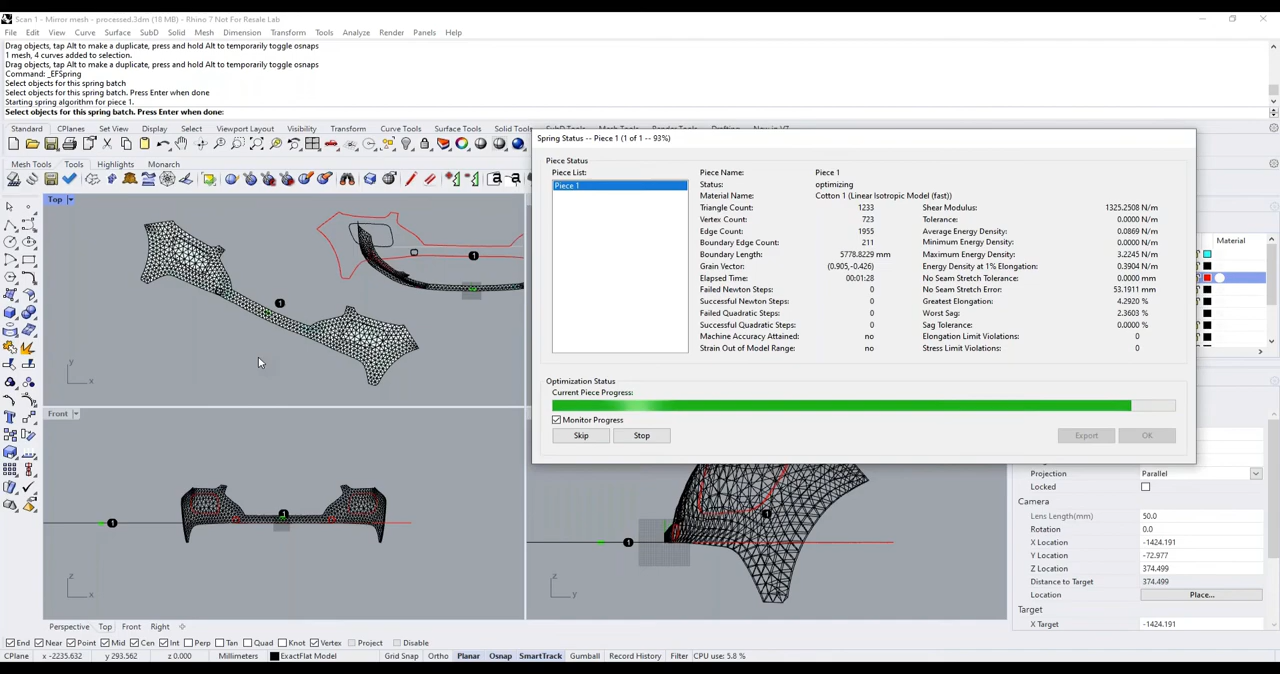 Scan 1 - Mirror mesh - processed.3dm (18 MB) - Rhino 7 Not For Resale Lab
File Edit View Curve Surface SubD Solid Mesh Dimension Transform Tools Analyze Render Panels Help
Drag objects, tap Alt to make a duplicate, press and hold Alt to temporarily toggle osnaps
1 mesh, 4 curves added to selection.
Drag objects, tap Alt to make a duplicate, press and hold Alt to temporarily toggle osnaps
Command: _EFSpring
Select objects for this spring batch
Select objects for this spring batch. Press Enter when done
Starting spring algorithm for piece 1.
Select objects for this spring batch. Press Enter when done:
Standard CPlanes Set View Display Select Viewport Layout Visibility Transform Curve Tools Surface Tools Solid Tools
Mesh Tools Tools Highlights Monarch
Spring Status -- Piece 1 (1 of 1 -- 93%)
Piece Status
Piece List:
Piece 1
Piece Name: Piece 1
Status: optimizing
Material Name: Cotton 1 (Linear Isotropic Model (fast))
Triangle Count: 1233 Shear Modulus: 1325.2508 N/m
Vertex Count: 723 Tolerance: 0.0000 N/m
Edge Count: 1955 Average Energy Density: 0.0869 N/m
Boundary Edge Count: 211 Minimum Energy Density: 0.0000 N/m
Boundary Length: 5778.8229 mm Maximum Energy Density: 3.2245 N/m
Grain Vector: (0.905,-0.426) Energy Density at 1% Elongation: 0.3904 N/m
Elapsed Time: 00:01:28 No Seam Stretch Tolerance: 0.0000 mm
Failed Newton Steps: 0 No Seam Stretch Error: 53.1911 mm
Successful Newton Steps: 0 Greatest Elongation: 4.2920 %
Failed Quadratic Steps: 0 Worst Sag: 2.3603 %
Successful Quadratic Steps: 0 Sag Tolerance: 0.0000 %
Machine Accuracy Attained: no Elongation Limit Violations: 0
Strain Out of Model Range: no Stress Limit Violations: 0
Optimization Status
Current Piece Progress:
Monitor Progress
Skip Stop Export OK
Material
Top
1
1
y
x
Front
1
1
z
x
1
1
z
y
Projection Parallel
Locked
Camera
Lens Length(mm) 50.0
Rotation 0.0
X Location -1424.191
Y Location -72.977
Z Location 374.499
Distance to Target 374.499
Location Place...
Target
X Target -1424.191
Perspective Top Front Right
End Near Point Mid Cen Int Perp Tan Quad Knot Vertex Project Disable
CPlane x -2235.632 y 293.562 z 0.000 Millimeters ExactFlat Model Grid Snap Ortho Planar Osnap SmartTrack Gumball Record History Filter CPU use: 5.8 %